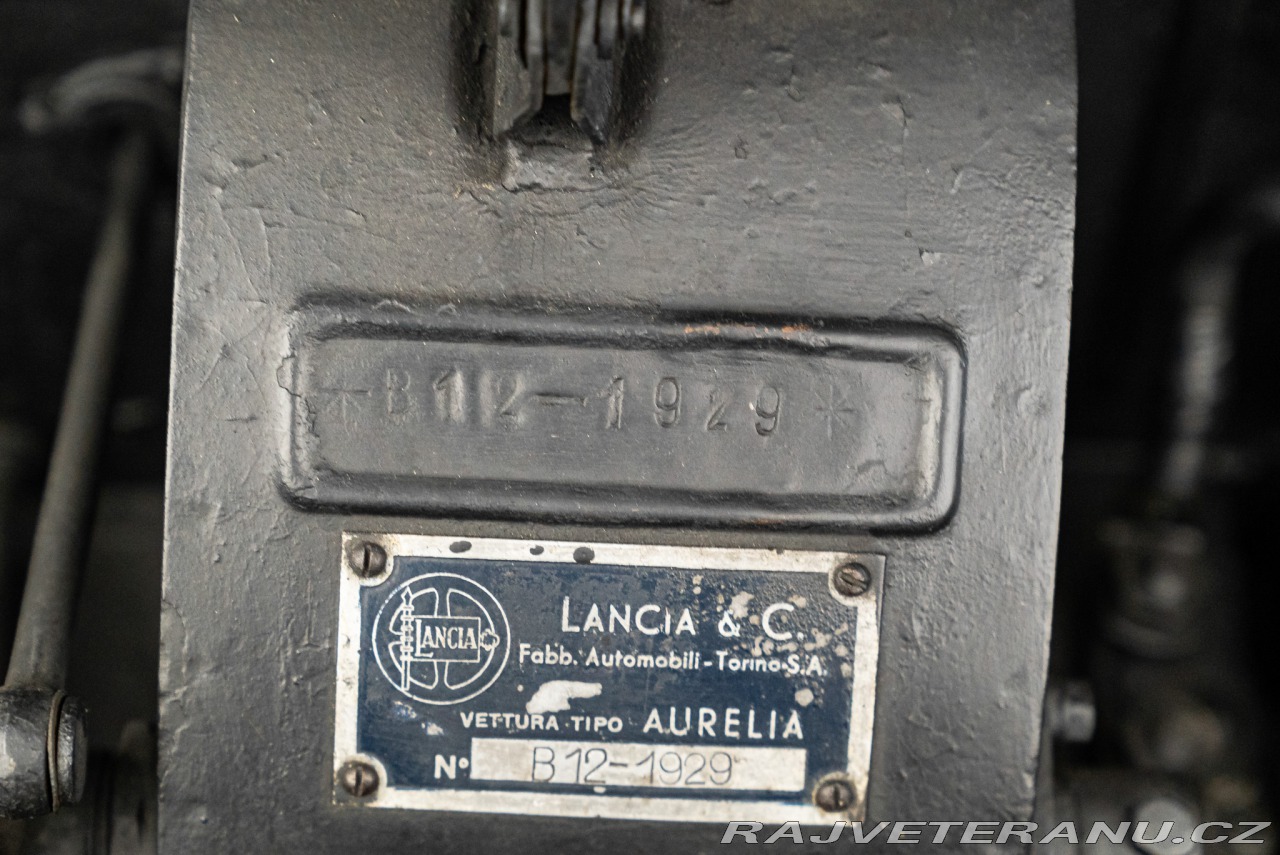 *B12-1929*
LANCIA
LANCIA & C.
Fabb. Automobili-Torino-S.A.
VETTURA TIPO AURELIA
N° B12-1929
RAJVETERANU.CZ